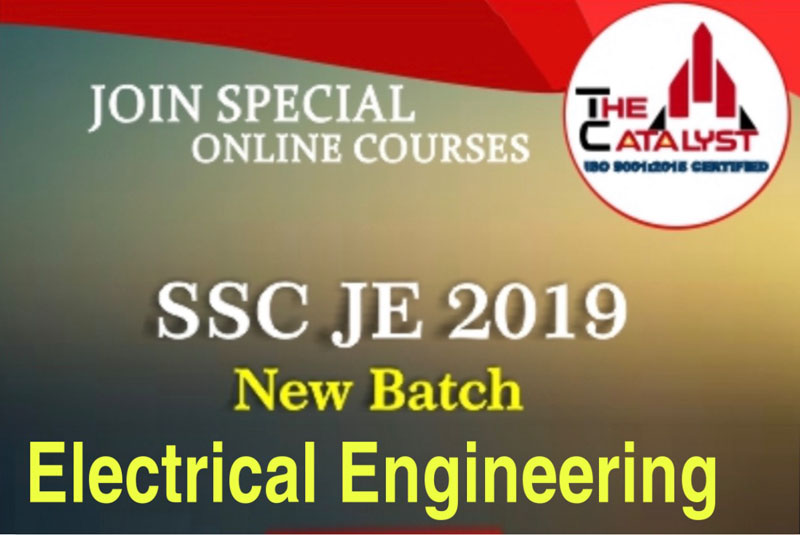 JOIN SPECIAL
ONLINE COURSES
THE
CATALYST
ISO 9001:2015 CERTIFIED
SSC JE 2019
New Batch
Electrical Engineering